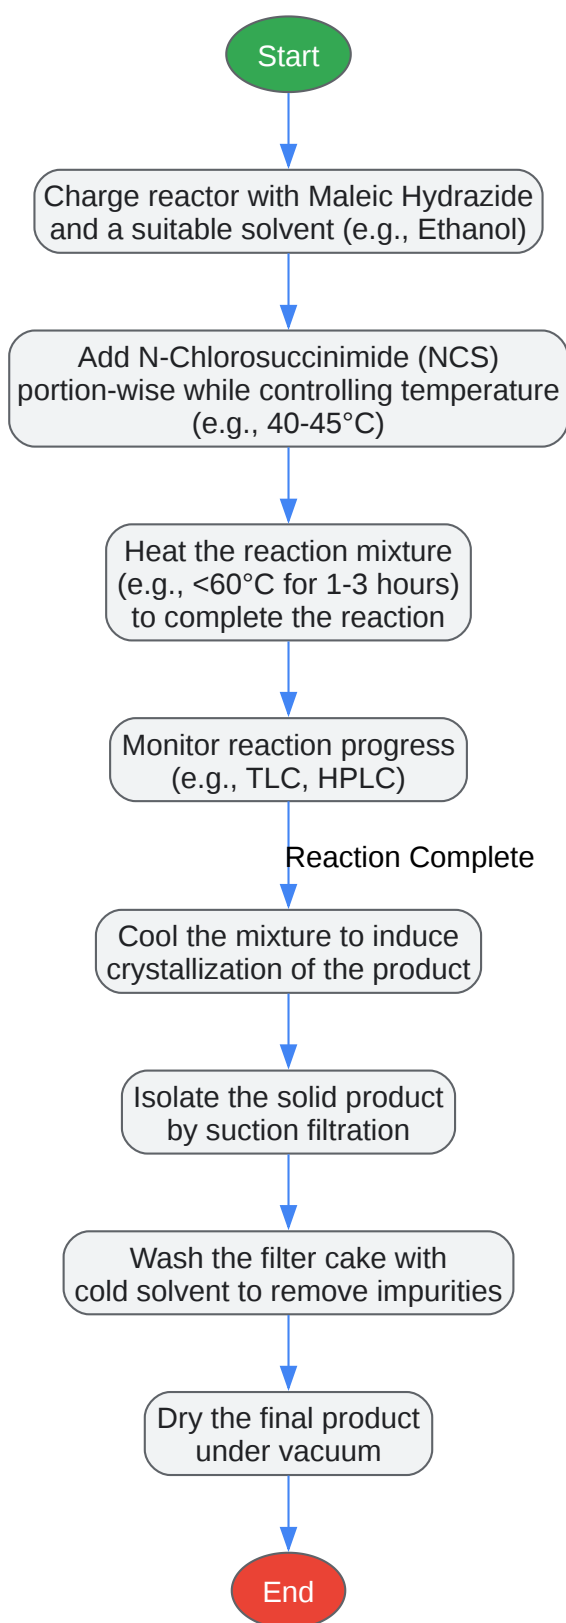 Start
Charge reactor with Maleic Hydrazide
and a suitable solvent (e.g., Ethanol)
Add N-Chlorosuccinimide (NCS)
portion-wise while controlling temperature
(e.g., 40-45°C)
Heat the reaction mixture
(e.g., <60°C for 1-3 hours)
to complete the reaction
Monitor reaction progress
(e.g., TLC, HPLC)
Reaction Complete
Cool the mixture to induce
crystallization of the product
Isolate the solid product
by suction filtration
Wash the filter cake with
cold solvent to remove impurities
Dry the final product
under vacuum
End